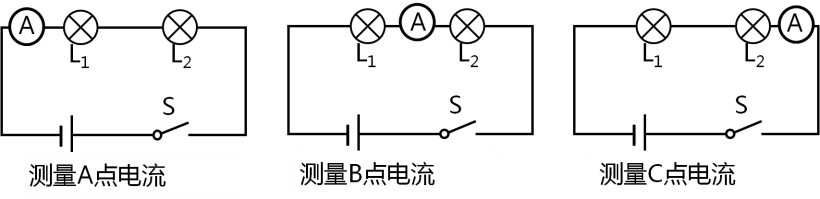 A L1 L2
S
测量A点电流
L1 A L2
S
测量B点电流
L1 L2 A
S
测量C点电流